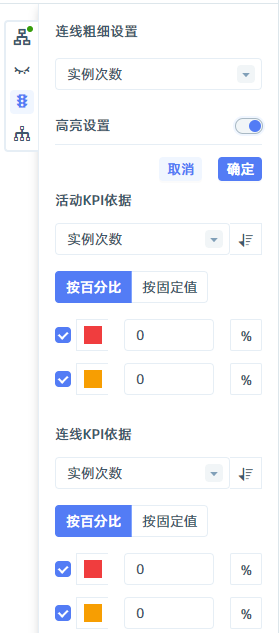 连线粗细设置
实例次数
高亮设置
取消 确定
活动KPI依据
实例次数
按百分比 按固定值
0 %
0 %
连线KPI依据
实例次数
按百分比 按固定值
0 %
0 %